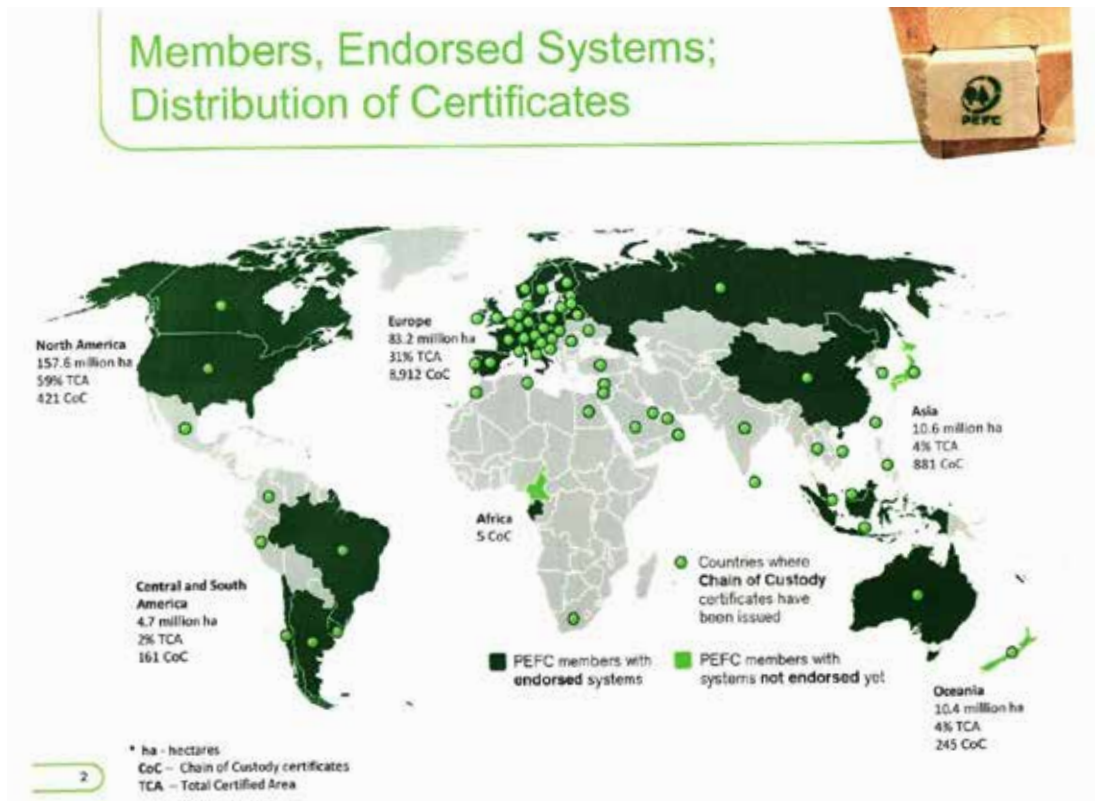 Members, Endorsed Systems;
Distribution of Certificates
PEFC
North America
157.6 million ha
59% TCA
421 CoC
Europe
83.2 million ha
31% TCA
8,912 CoC
Asia
10.6 million ha
4% TCA
881 CoC
Africa
5 CoC
Central and South
America
4.7 million ha
2% TCA
161 CoC
Countries where
Chain of Custody
certificates have
been issued
PEFC members with
endorsed systems
PEFC members with
systems not endorsed yet
Oceania
10.4 million ha
4% TCA
245 CoC
* ha - hectares
CoC – Chain of Custody certificates
TCA – Total Certified Area
2